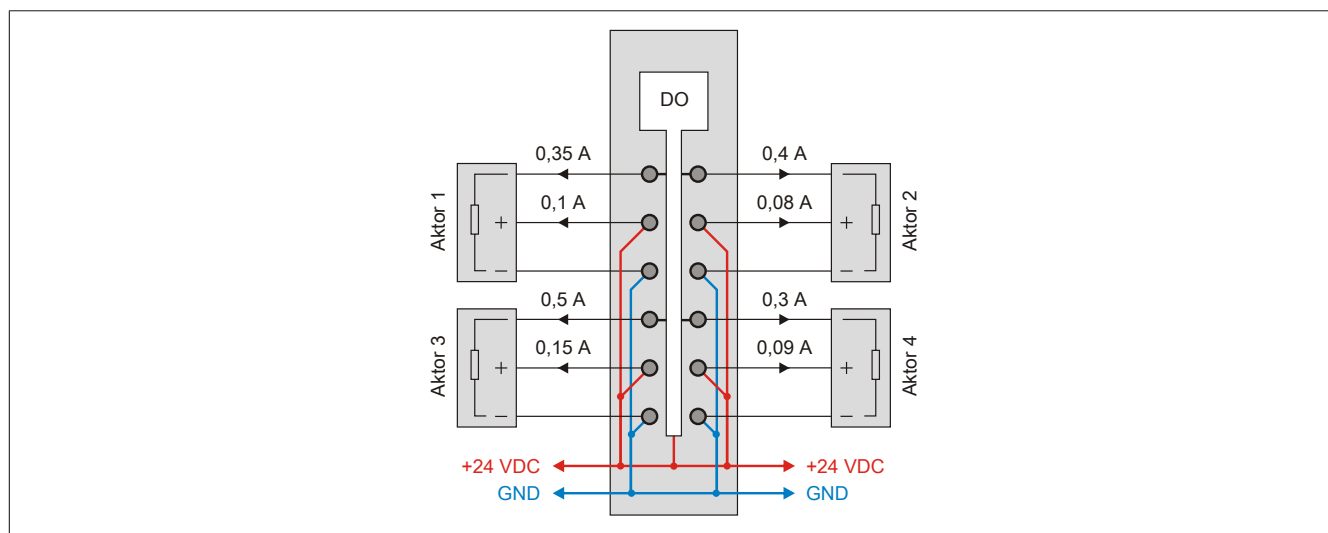 DO
0,35 A
0,4 A
Aktor 1
+
−
0,1 A
0,08 A
Aktor 2
+
−
0,5 A
0,3 A
Aktor 3
+
−
0,15 A
0,09 A
Aktor 4
+
−
+24 VDC
+24 VDC
GND
GND